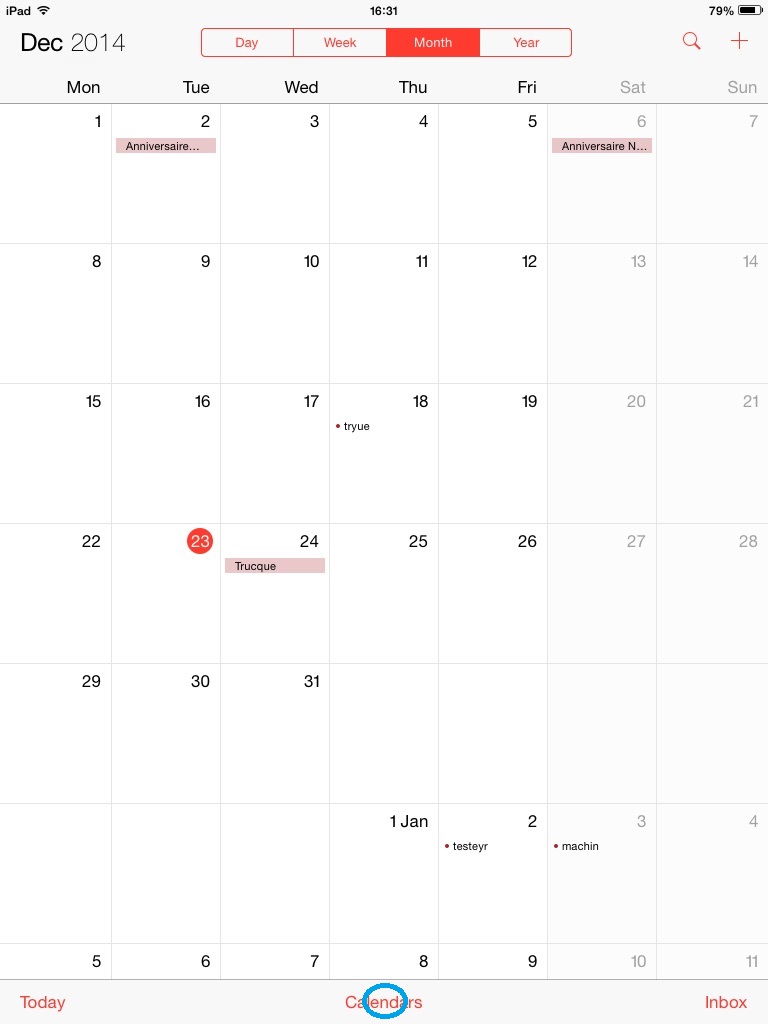 iPad 16:31 79%
Dec 2014 Day Week Month Year
Mon Tue Wed Thu Fri Sat Sun
1 2 3 4 5 6 7
Anniversaire... Anniversaire N...
8 9 10 11 12 13 14
15 16 17 18 19 20 21
tryue
22 23 24 25 26 27 28
Trucque
29 30 31
1 Jan 2 3 4
testeyr machin
5 6 7 8 9 10 11
Today Calendars Inbox